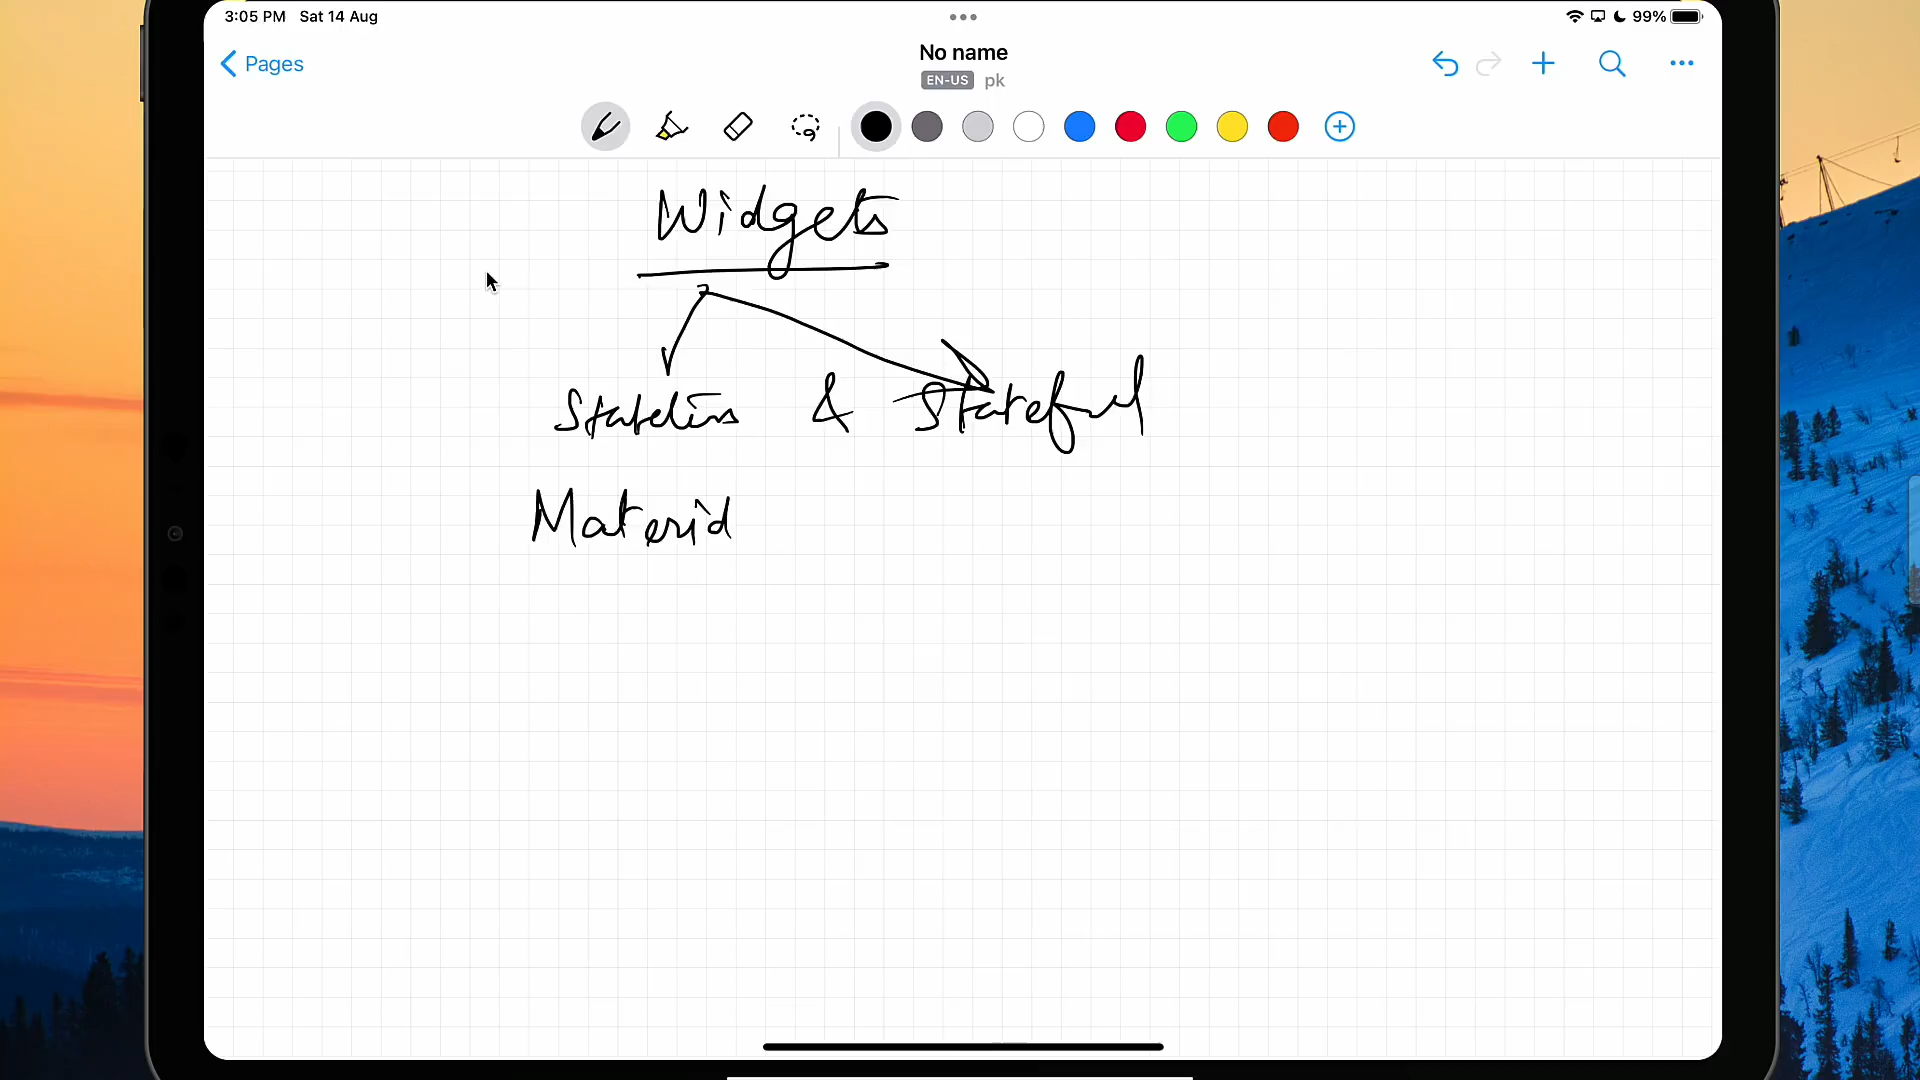 3:05 PM Sat 14 Aug
99%
Pages
No name
EN-US pk
Widgets
Stateless & Stateful
Material